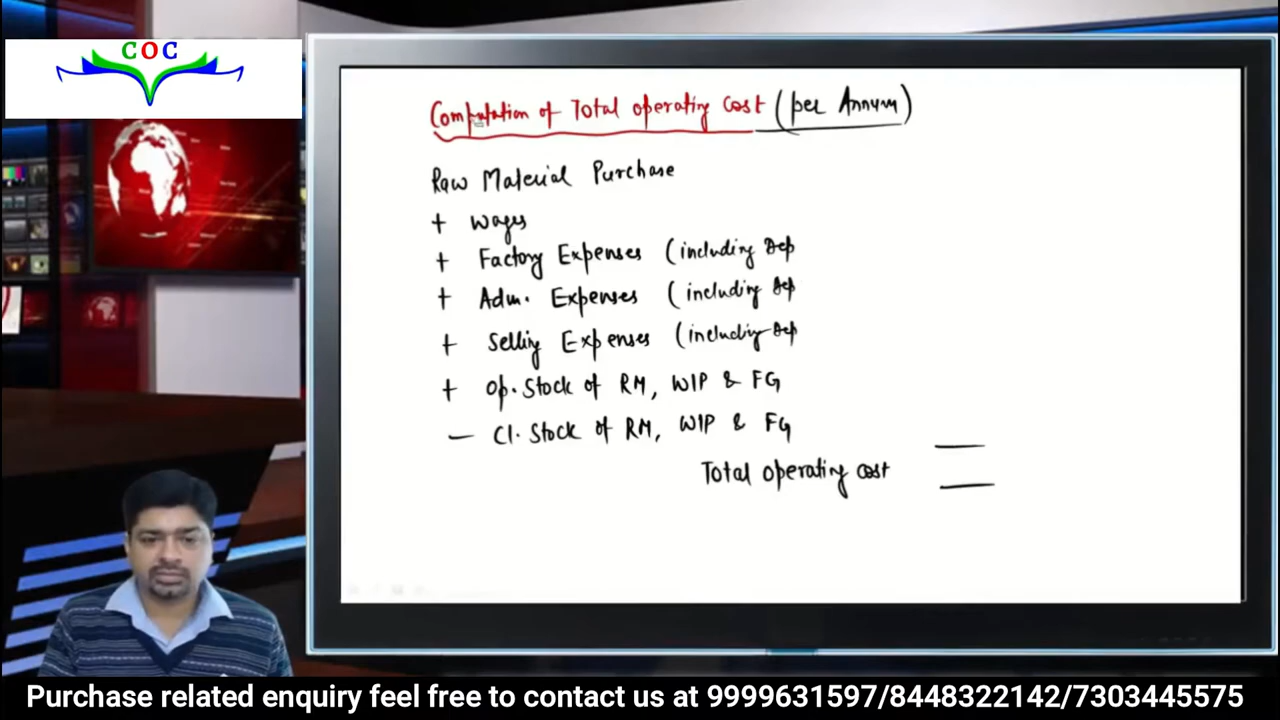 COC
Computation of Total operating cost (per Annum)
Raw Material Purchase
+ Wages
+ Factory Expenses (including Dep
+ Adm. Expenses (including Dep
+ Selling Expenses (including Dep
+ Op. Stock of RM, WIP & FG
— Cl. Stock of RM, WIP & FG
Total operating cost
Purchase related enquiry feel free to contact us at 9999631597/8448322142/7303445575